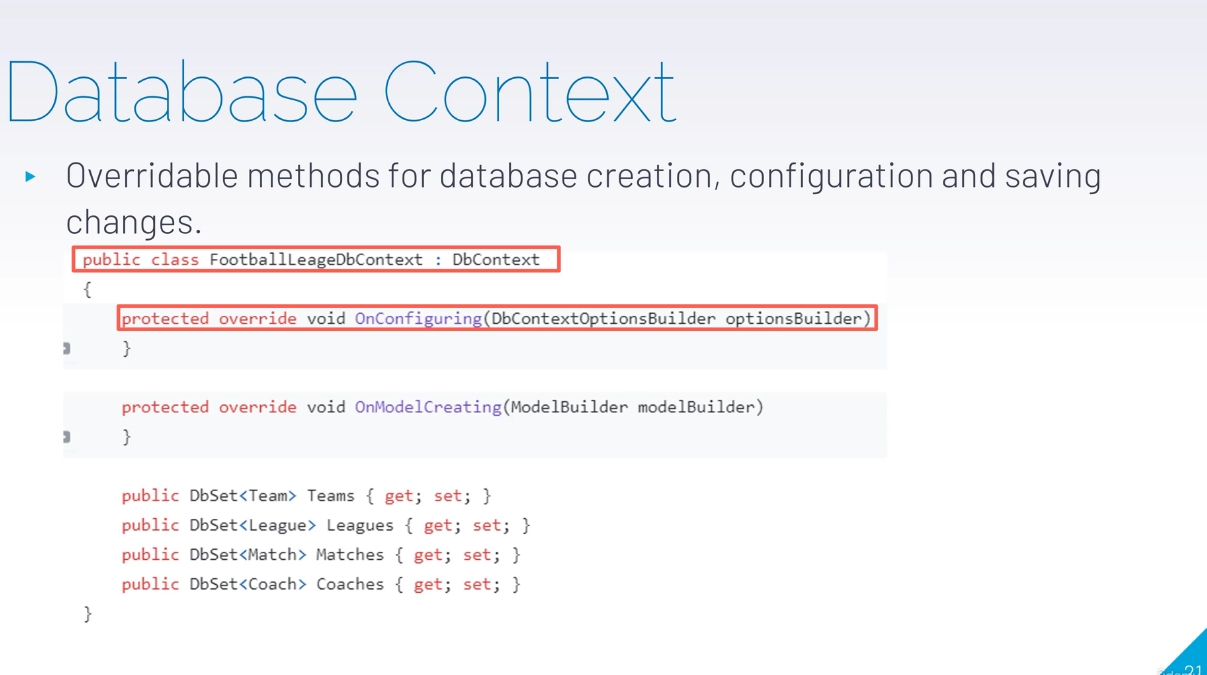 Database Context
▸ Overridable methods for database creation, configuration and saving
changes.
public class FootballLeageDbContext : DbContext
{
protected override void OnConfiguring(DbContextOptionsBuilder optionsBuilder)
}
protected override void OnModelCreating(ModelBuilder modelBuilder)
}
public DbSet<Team> Teams { get; set; }
public DbSet<League> Leagues { get; set; }
public DbSet<Match> Matches { get; set; }
public DbSet<Coach> Coaches { get; set; }
}
21